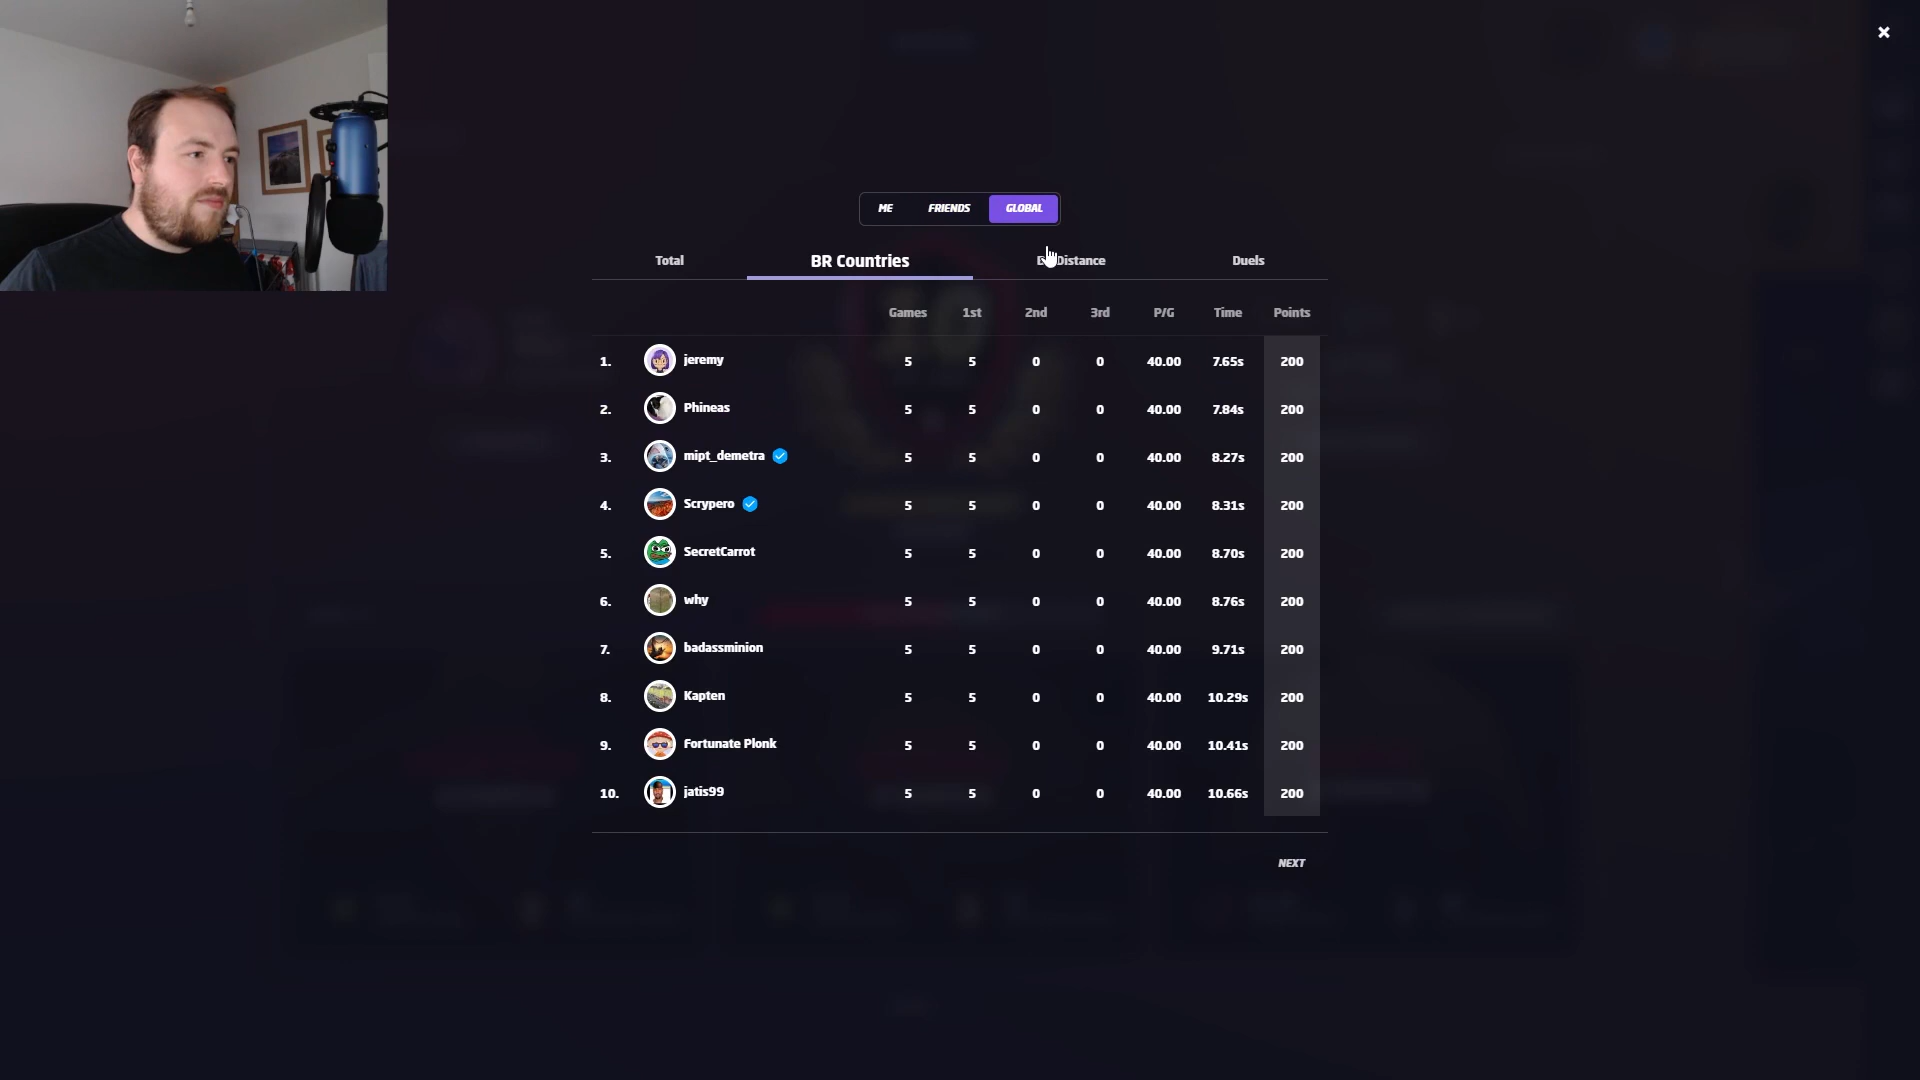 ME FRIENDS GLOBAL
Total BR Countries Distance Duels
Games 1st 2nd 3rd P/G Time Points
1. jeremy 5 5 0 0 40.00 7.65s 200
2. Phineas 5 5 0 0 40.00 7.84s 200
3. mipt_demetra 5 5 0 0 40.00 8.27s 200
4. Scrypero 5 5 0 0 40.00 8.31s 200
5. SecretCarrot 5 5 0 0 40.00 8.70s 200
6. why 5 5 0 0 40.00 8.76s 200
7. badassminion 5 5 0 0 40.00 9.71s 200
8. Kapten 5 5 0 0 40.00 10.29s 200
9. Fortunate Plonk 5 5 0 0 40.00 10.41s 200
10. jatis99 5 5 0 0 40.00 10.66s 200
NEXT